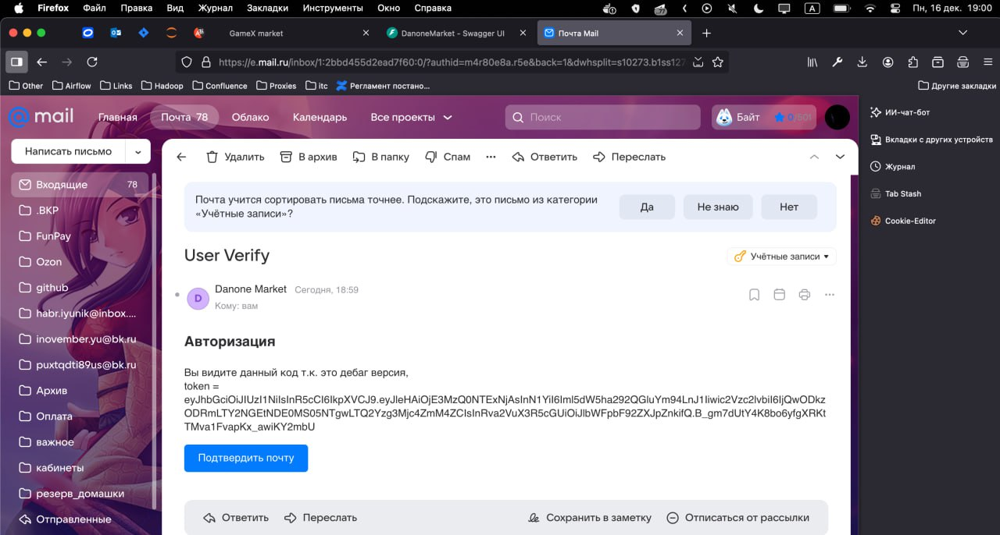 Firefox Файл Правка Вид Журнал Закладки Инструменты Окно Справка A Пн, 16 дек. 19:00
GameX market DanoneMarket - Swagger UI Почта Mail
https://e.mail.ru/inbox/1:2bbd455d2ead7f60:0/?authid=m4r80e8a.r5e&back=1&dwhsplit=s10273.b1ss127
Other Airflow Links Hadoop Confluence Proxies itc Регламент постано... Другие закладки
mail Главная Почта 78 Облако Календарь Все проекты Поиск Байт 0/501
Написать письмо
Удалить В архив В папку Спам Ответить Переслать
Входящие 78
.ВКР
FunPay
Ozon
github
habr.iyunik@inbox....
inovember.yu@bk.ru
puxtqdti89us@bk.ru
Архив
Оплата
важное
кабинеты
резерв_домашки
Отправленные
Почта учится сортировать письма точнее. Подскажите, это письмо из категории
«Учётные записи»?
Да Не знаю Нет
User Verify
Учётные записи
D Danone Market Сегодня, 18:59
Кому: вам
Авторизация
Вы видите данный код т.к. это дебаг версия,
token =
eyJhbGciOiJIUzI1NiIsInR5cCI6IkpXVCJ9.eyJleHAiOjE3MzQ0NTExNjAsInN1YiI6Iml5dW5ha292QGluYm94LnJ1Iiwic2Vzc2lvbiI6IjQwODkz
ODRmLTY2NGEtNDE0MS05NTgwLTQ2Yzg3Mjc4ZmM4ZCIsInRva2VuX3R5cGUiOiJlbWFpbF92ZXJpZnkifQ.B_gm7dUtY4K8bo6yfgXRKt
TMva1FvapKx_awiKY2mbU
Подтвердить почту
Ответить Переслать Сохранить в заметку Отписаться от рассылки
ИИ-чат-бот
Вкладки с других устройств
Журнал
Tab Stash
Cookie-Editor